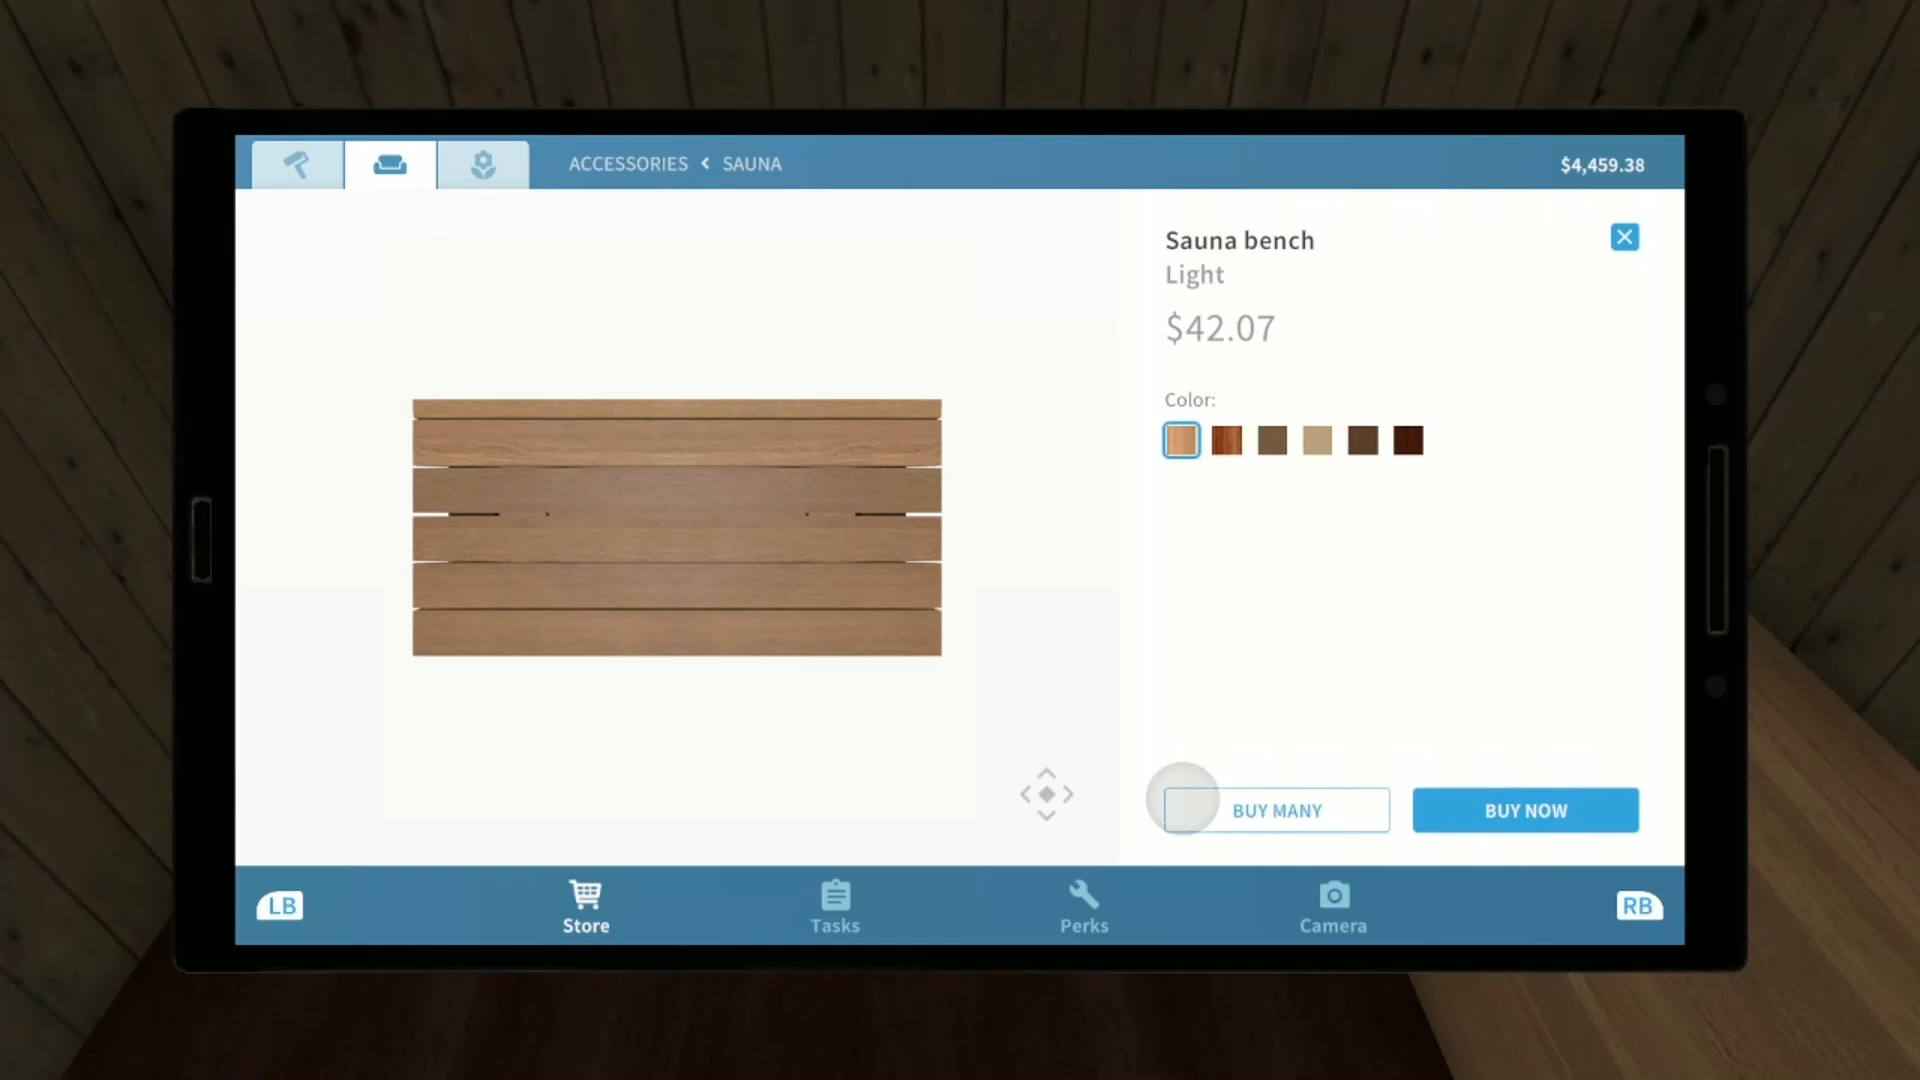 ACCESSORIES < SAUNA
$4,459.38
Sauna bench
Light
$42.07
Color:
BUY MANY
BUY NOW
LB
Store
Tasks
Perks
Camera
RB